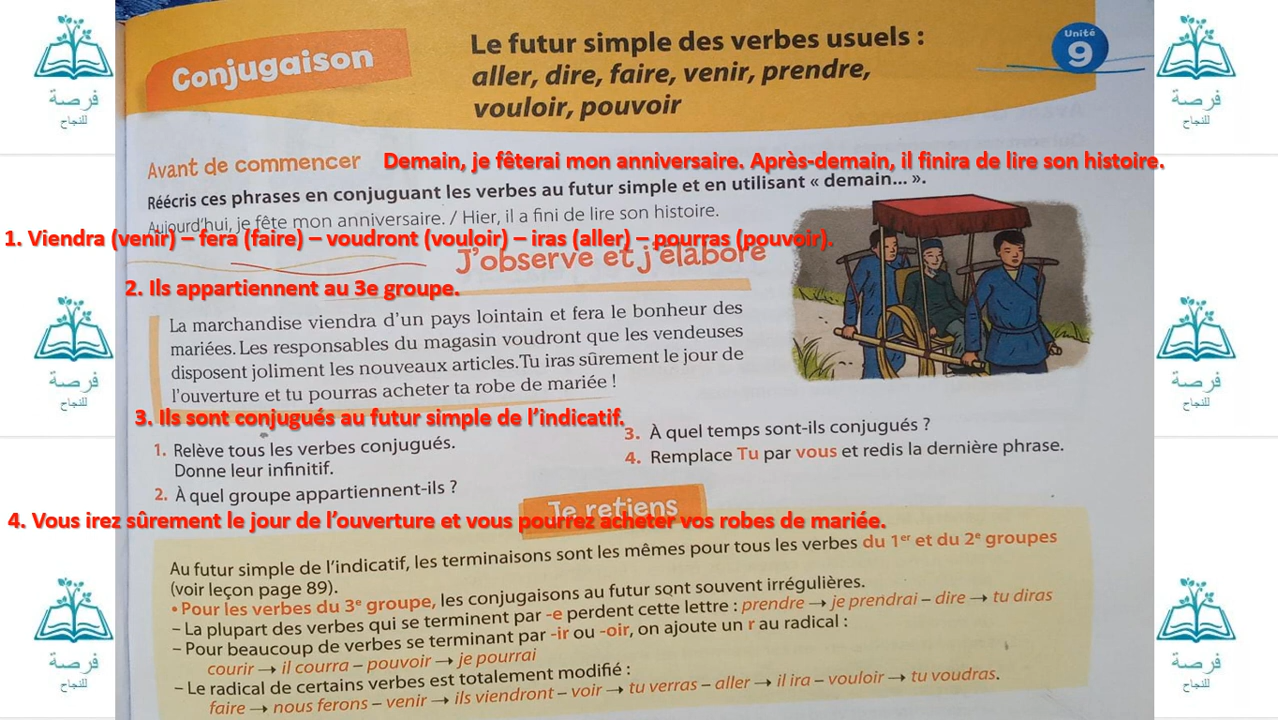 Conjugaison
Le futur simple des verbes usuels :
aller, dire, faire, venir, prendre,
vouloir, pouvoir
Unité
9
Avant de commencer
Demain, je fêterai mon anniversaire. Après-demain, il finira de lire son histoire.
Réécris ces phrases en conjuguant les verbes au futur simple et en utilisant « demain... ».
Aujourd'hui, je fête mon anniversaire. / Hier, il a fini de lire son histoire.
1. Viendra (venir) – fera (faire) – voudront (vouloir) – iras (aller) – pourras (pouvoir).
J'observe et j'élabore
2. Ils appartiennent au 3e groupe.
La marchandise viendra d'un pays lointain et fera le bonheur des
mariées. Les responsables du magasin voudront que les vendeuses
disposent joliment les nouveaux articles. Tu iras sûrement le jour de
l'ouverture et tu pourras acheter ta robe de mariée !
3. Ils sont conjugués au futur simple de l'indicatif.
1. Relève tous les verbes conjugués.
Donne leur infinitif.
2. À quel groupe appartiennent-ils ?
3. À quel temps sont-ils conjugués ?
4. Remplace Tu par vous et redis la dernière phrase.
Je retiens
4. Vous irez sûrement le jour de l'ouverture et vous pourrez acheter vos robes de mariée.
Au futur simple de l'indicatif, les terminaisons sont les mêmes pour tous les verbes du 1er et du 2e groupes
(voir leçon page 89).
• Pour les verbes du 3e groupe, les conjugaisons au futur sont souvent irrégulières.
– La plupart des verbes qui se terminent par -e perdent cette lettre : prendre → je prendrai – dire → tu diras
– Pour beaucoup de verbes se terminant par -ir ou -oir, on ajoute un r au radical :
courir → il courra – pouvoir → je pourrai
– Le radical de certains verbes est totalement modifié :
faire → nous ferons – venir → ils viendront – voir → tu verras – aller → il ira – vouloir → tu voudras.
فرصة
للنجاح
فرصة
للنجاح
فرصة
للنجاح
فرصة
للنجاح
فرصة
للنجاح
فرصة
للنجاح